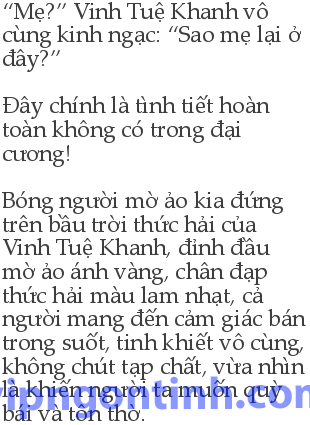 “Mẹ?” Vinh Tuệ Khanh vô
cùng kinh ngạc: “Sao mẹ lại ở
đây?”
Đây chính là tình tiết hoàn
toàn không có trong đại
cương!
Bóng người mờ ảo kia đứng
trên bầu trời thức hải của
Vinh Tuệ Khanh, đỉnh đầu
mờ ảo ánh vàng, chân đạp
thức hải màu lam nhạt, cả
người mang đến cảm giác bán
trong suốt, tinh khiết vô cùng,
không chút tạp chất, vừa nhìn
là khiến người ta muốn quỳ
bái và tôn thờ.
ipngontinh.com